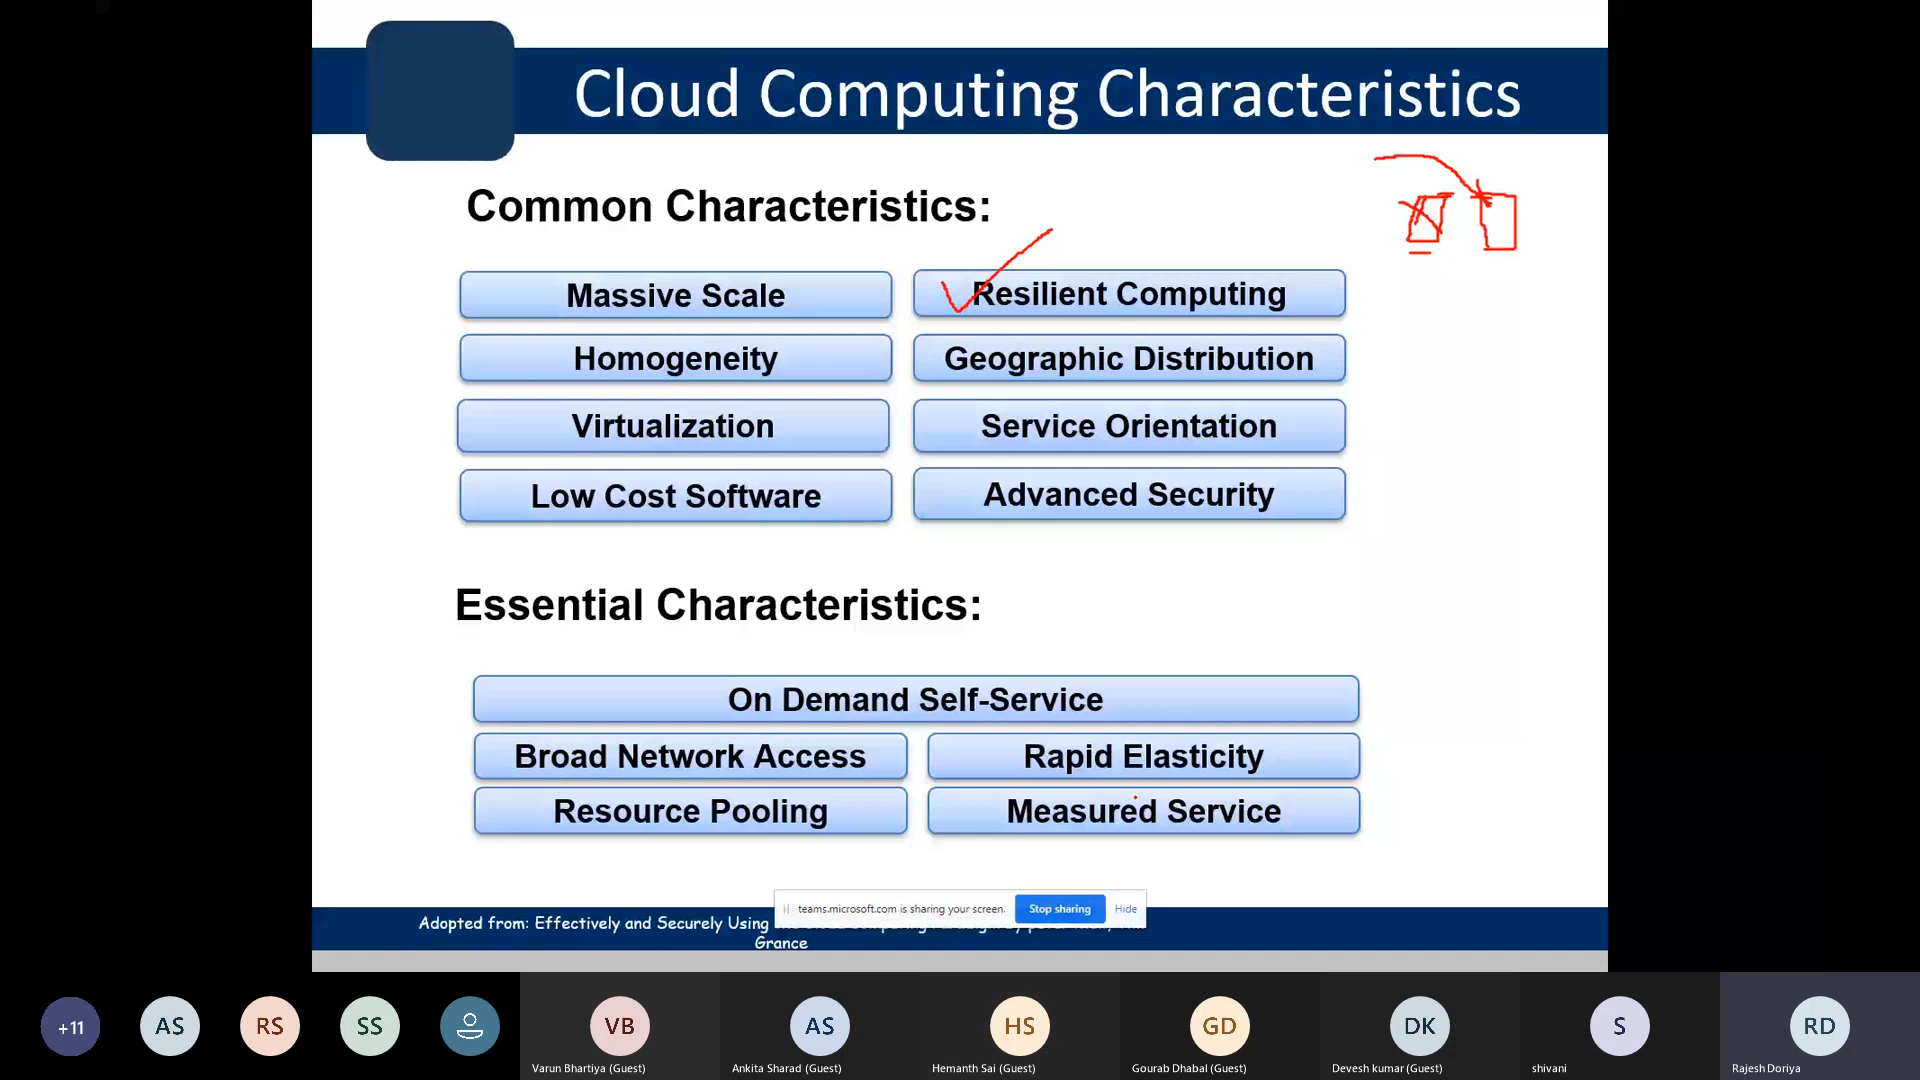 Cloud Computing Characteristics
Common Characteristics:
Massive Scale
Resilient Computing
Homogeneity
Geographic Distribution
Virtualization
Service Orientation
Low Cost Software
Advanced Security
Essential Characteristics:
On Demand Self-Service
Broad Network Access
Rapid Elasticity
Resource Pooling
Measured Service
teams.microsoft.com is sharing your screen.
Stop sharing
Hide
Adopted from: Effectively and Securely Using
Grance
+11
AS
RS
SS
VB
AS
HS
GD
DK
S
RD
Varun Bhartiya (Guest)
Ankita Sharad (Guest)
Hemanth Sai (Guest)
Gourab Dhabal (Guest)
Devesh kumar (Guest)
shivani
Rajesh Doriya